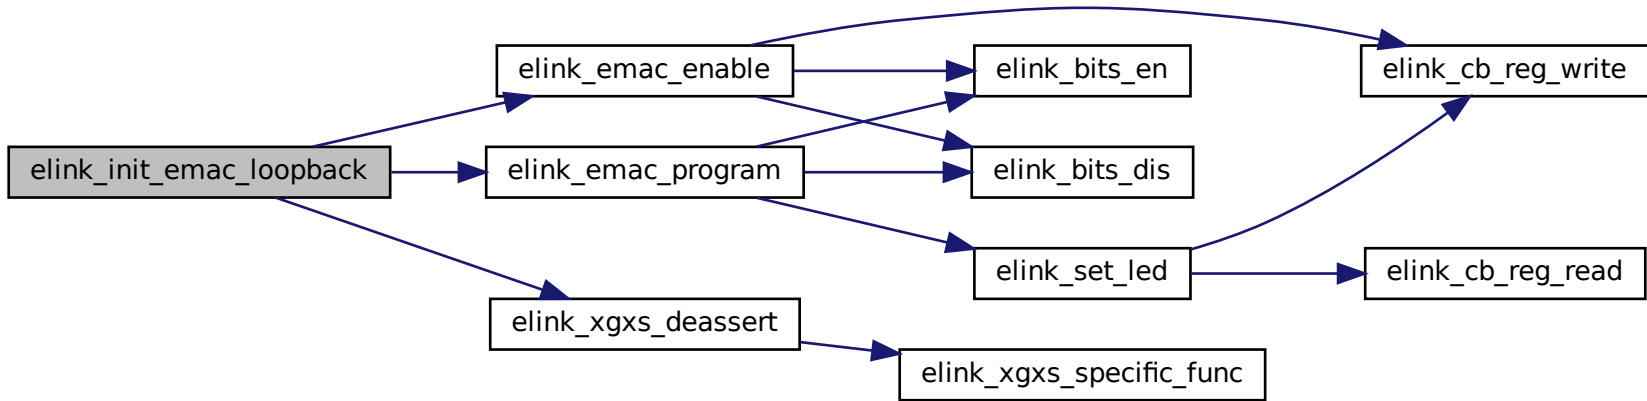 elink_emac_enable
elink_bits_en
elink_cb_reg_write
elink_init_emac_loopback
elink_emac_program
elink_bits_dis
elink_set_led
elink_cb_reg_read
elink_xgxs_deassert
elink_xgxs_specific_func